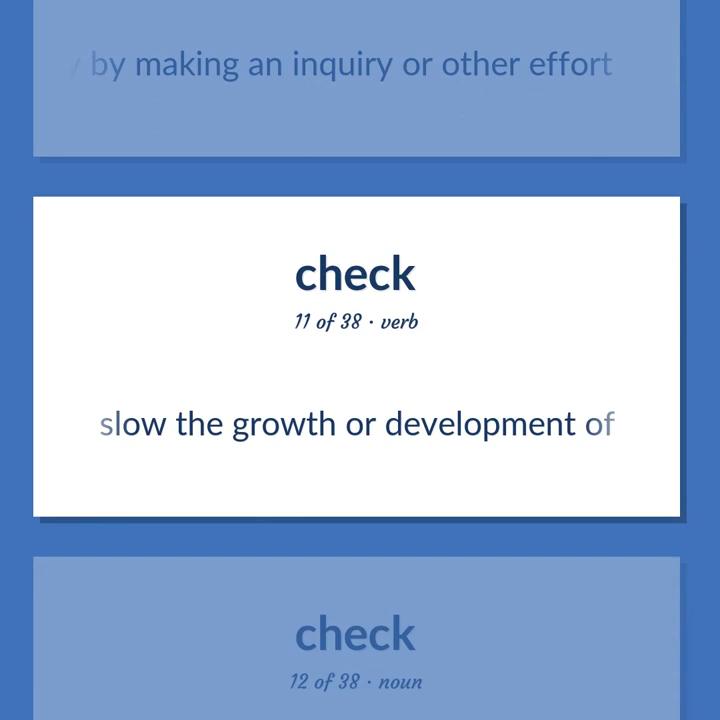 by making an inquiry or other effort
check
11 of 38 · verb
slow the growth or development of
check
12 of 38 · noun